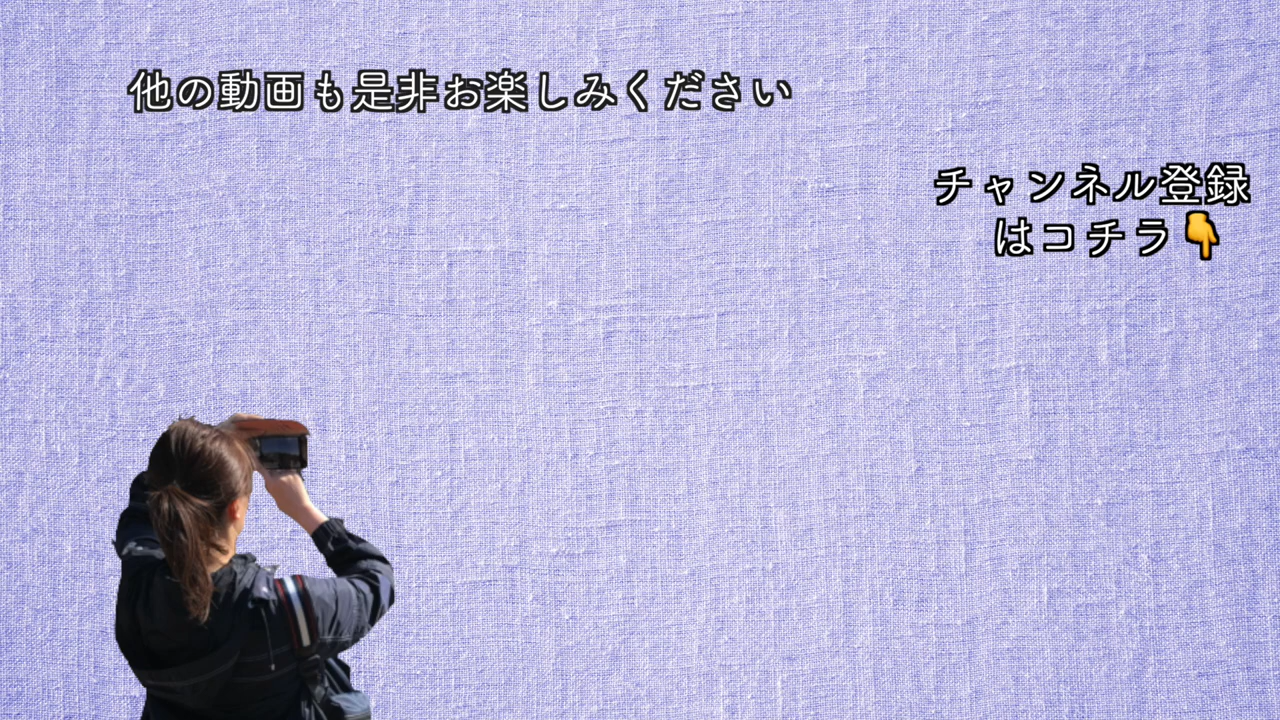 他の動画も是非お楽しみください
チャンネル登録
はコチラ👇